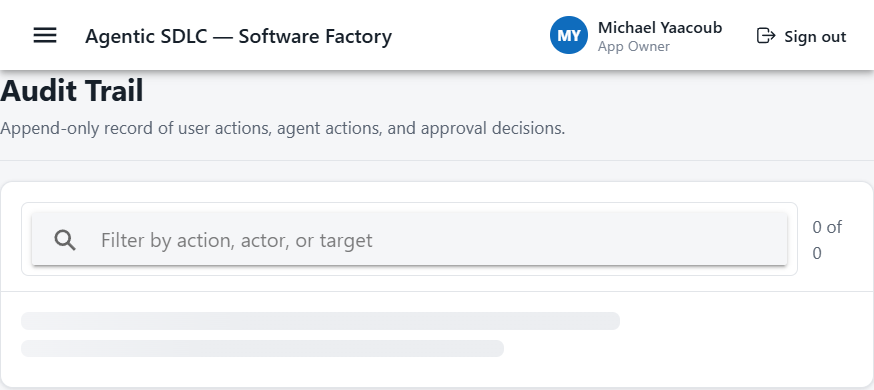 Agentic SDLC — Software Factory
MY
Michael Yaacoub
App Owner
Sign out
Audit Trail
Append-only record of user actions, agent actions, and approval decisions.
Filter by action, actor, or target
0 of
0